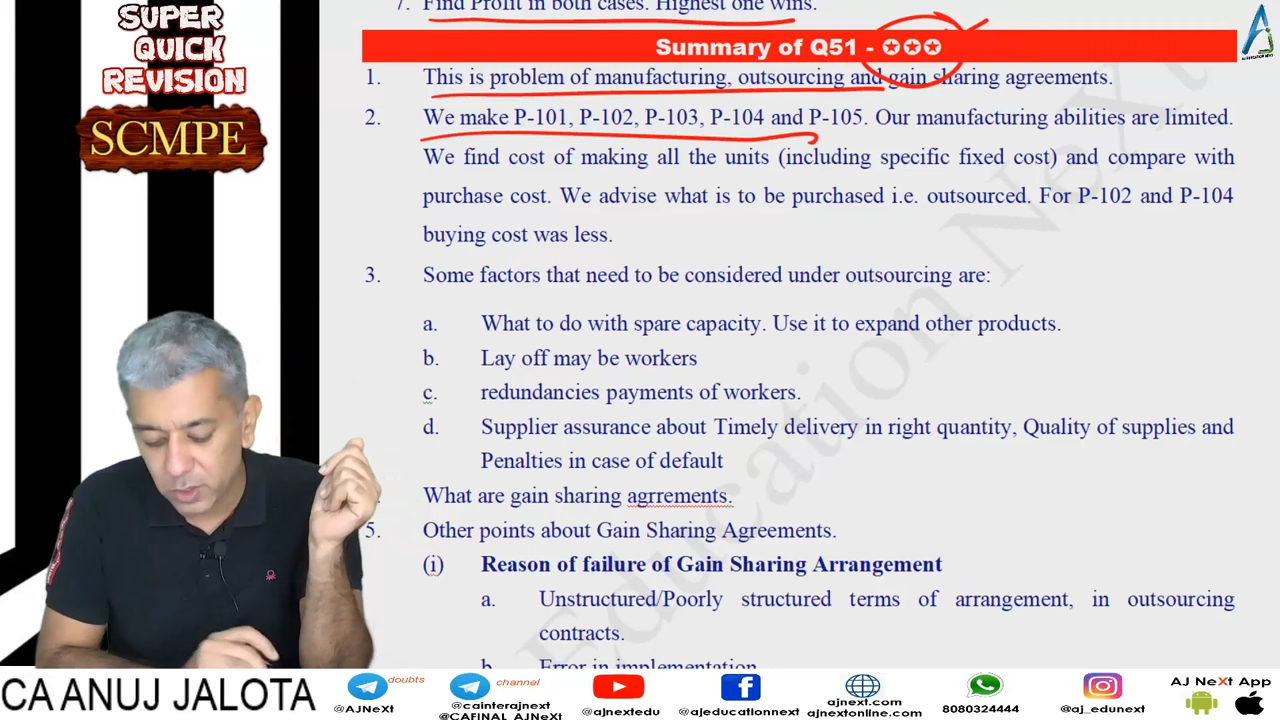 SUPER
QUICK
REVISION
SCMPE
7. Find Profit in both cases. Highest one wins.
Summary of Q51 - ✪✪✪
1. This is problem of manufacturing, outsourcing and gain sharing agreements.
2. We make P-101, P-102, P-103, P-104 and P-105. Our manufacturing abilities are limited.
We find cost of making all the units (including specific fixed cost) and compare with
purchase cost. We advise what is to be purchased i.e. outsourced. For P-102 and P-104
buying cost was less.
3. Some factors that need to be considered under outsourcing are:
a. What to do with spare capacity. Use it to expand other products.
b. Lay off may be workers
c. redundancies payments of workers.
d. Supplier assurance about Timely delivery in right quantity, Quality of supplies and
Penalties in case of default
What are gain sharing agrrements.
5. Other points about Gain Sharing Agreements.
(i) Reason of failure of Gain Sharing Arrangement
a. Unstructured/Poorly structured terms of arrangement, in outsourcing
contracts.
b. Error in implementation
Education NeXt
CA ANUJ JALOTA
doubts
@AJNeXt
channel
@cainterajnext
@CAFINAL_AJNeXt
@ajnextedu
@ajeducationnext
ajnext.com
ajnextonline.com
8080324444
@aj_edunext
AJ NeXt App